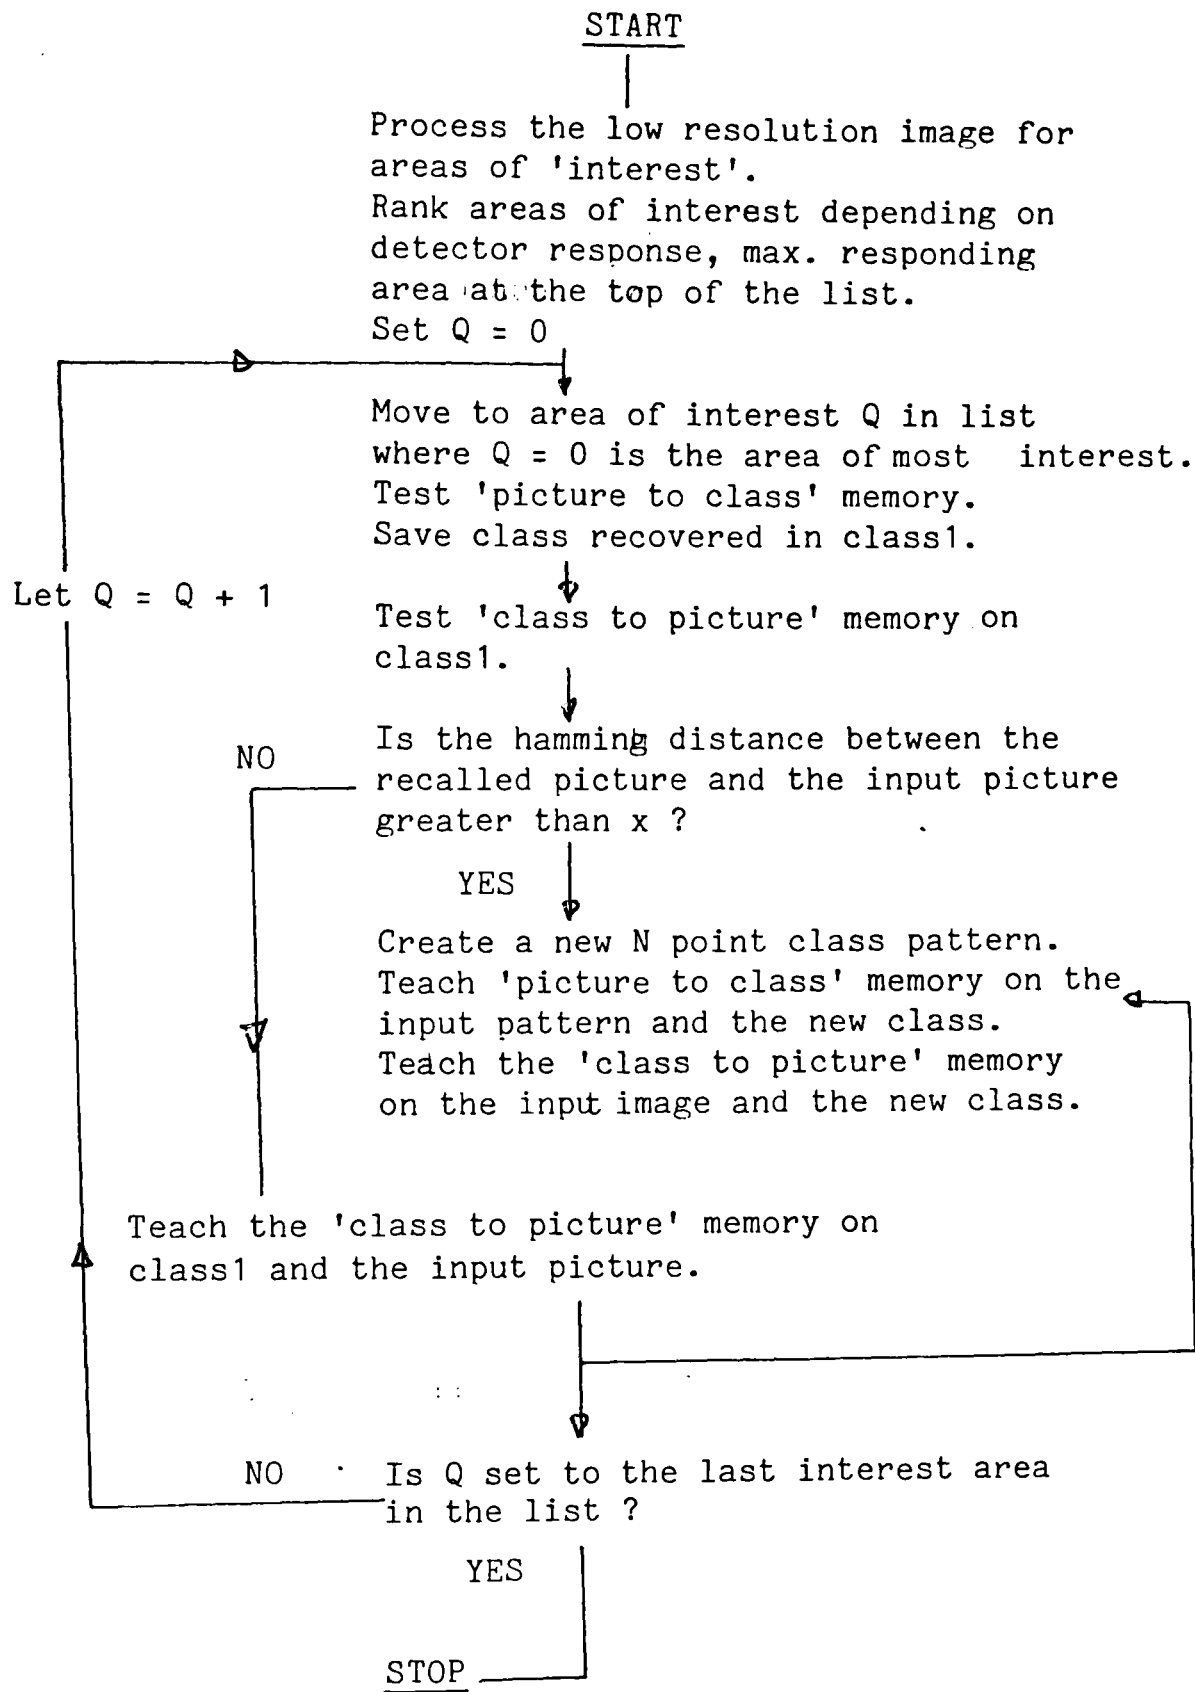 START
Process the low resolution image for
areas of 'interest'.
Rank areas of interest depending on
detector response, max. responding
area at the top of the list.
Set Q = 0
Move to area of interest Q in list
where Q = 0 is the area of most interest.
Test 'picture to class' memory.
Save class recovered in class1.
Let Q = Q + 1
Test 'class to picture' memory on
class1.
Is the hamming distance between the
NO
recalled picture and the input picture
greater than x ?
YES
Create a new N point class pattern.
Teach 'picture to class' memory on the
input pattern and the new class.
Teach the 'class to picture' memory
on the input image and the new class.
Teach the 'class to picture' memory on
class1 and the input picture.
NO
Is Q set to the last interest area
in the list ?
YES
STOP